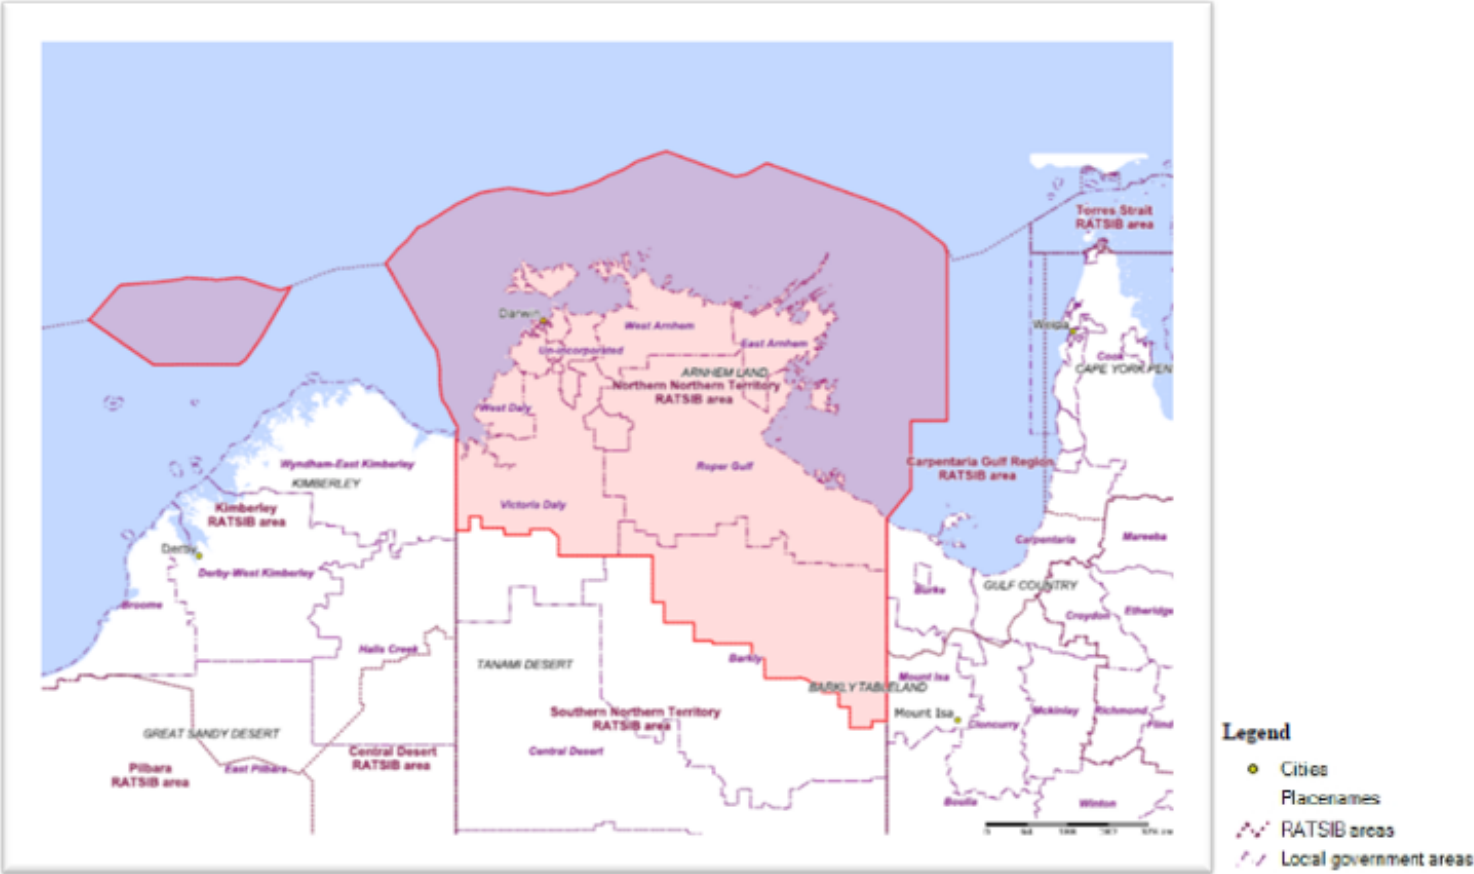 Torres Strait
RATSIB area
Darwin
West Arnhem
Weipa
Un-incorporated
East Arnhem
Cook
ARNHEM LAND
CAPE YORK PEN
Northern Northern Territory
RATSIB area
West Daly
Wyndham-East Kimberley
Roper Gulf
Carpentaria Gulf Region
RATSIB area
KIMBERLEY
Victoria Daly
Kimberley
RATSIB area
Carpentaria
Mareeba
Derby
Derby-West Kimberley
GULF COUNTRY
Burke
Broome
Croydon
Etheridge
Halls Creek
Barkly
TANAMI DESERT
Mount Isa
BARKLY TABLELAND
Southern Northern Territory
RATSIB area
Mount Isa
Cloncurry
McKinlay
Richmond
Flind
GREAT SANDY DESERT
Central Desert
RATSIB area
Central Desert
Pilbara
RATSIB area
East Pilbara
Boulia
Winton
Legend
Cities
Placenames
RATSIB areas
Local government areas